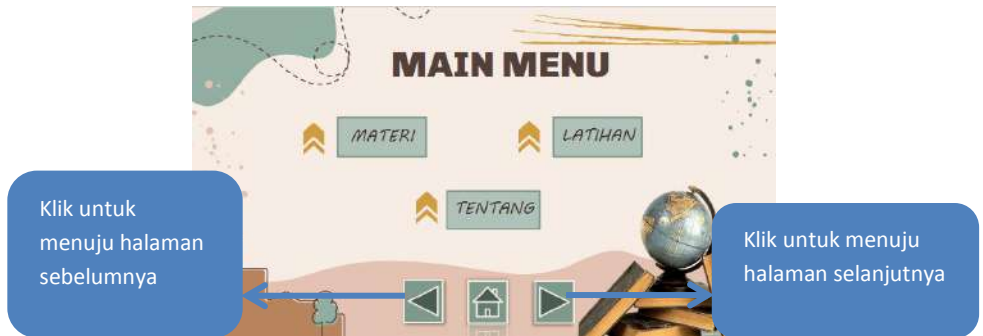 MAIN MENU
MATERI
LATIHAN
TENTANG
Klik untuk
menuju halaman
sebelumnya
Klik untuk menuju
halaman selanjutnya